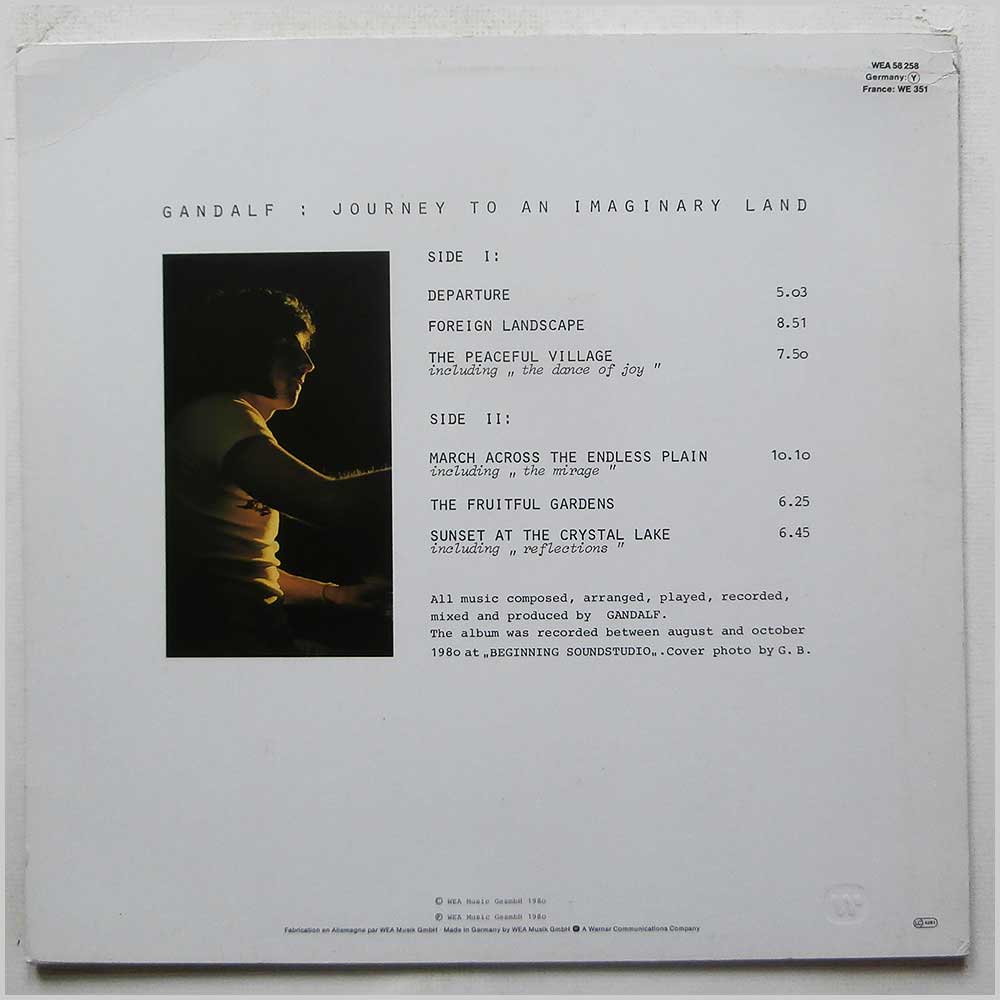 WEA 58 258
Germany: Y
France: WE 351
GANDALF : JOURNEY TO AN IMAGINARY LAND
SIDE I:
DEPARTURE 5.o3
FOREIGN LANDSCAPE 8.51
THE PEACEFUL VILLAGE 7.5o
including „ the dance of joy "
SIDE II:
MARCH ACROSS THE ENDLESS PLAIN 1o.1o
including „ the mirage "
THE FRUITFUL GARDENS 6.25
SUNSET AT THE CRYSTAL LAKE 6.45
including „ reflections "
All music composed, arranged, played, recorded,
mixed and produced by GANDALF.
The album was recorded between august and october
198o at „BEGINNING SOUNDSTUDIO„.Cover photo by G. B.
© WEA Music GesmbH 198o
℗ WEA Music GesmbH 198o
Fabrication en Allemagne par WEA Musik GmbH · Made in Germany by WEA Musik GmbH A Warner Communications Company